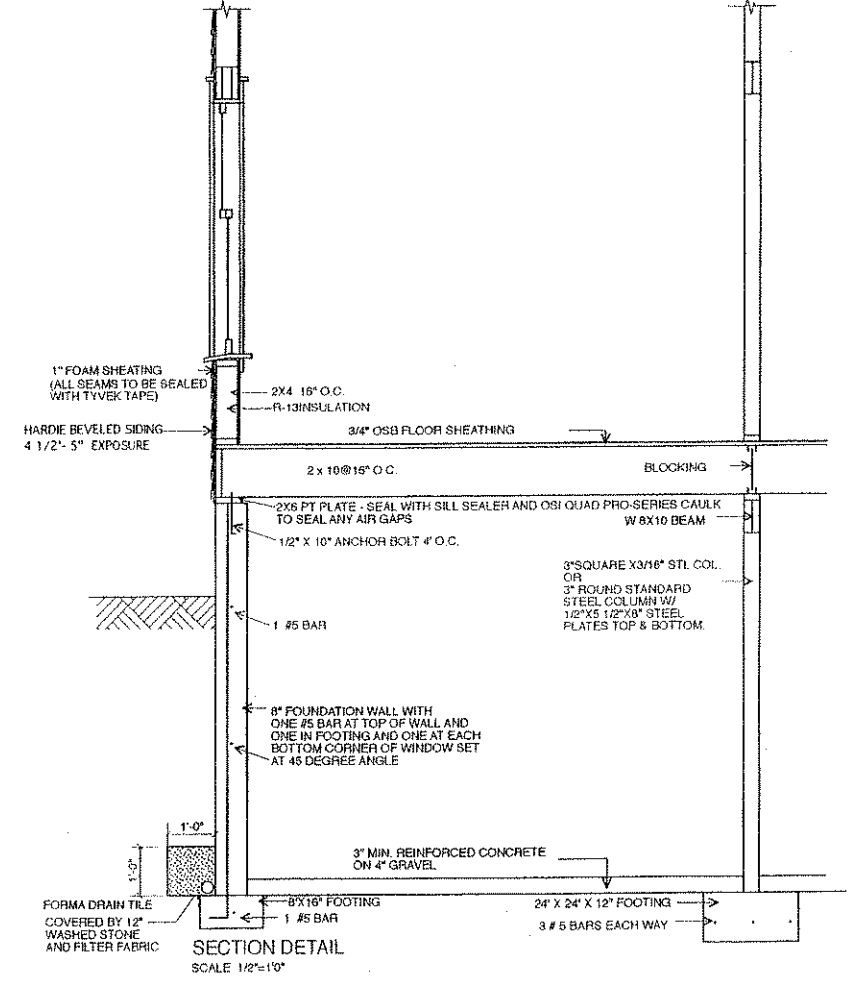 1" FOAM SHEATING
(ALL SEAMS TO BE SEALED
WITH TYVEK TAPE)
2X4 16" O.C.
R-13INSULATION
HARDIE BEVELED SIDING
4 1/2"- 5" EXPOSURE
3/4" OSB FLOOR SHEATHING
2 x 10@16" O.C.
BLOCKING
2X6 PT PLATE - SEAL WITH SILL SEALER AND OSI QUAD PRO-SERIES CAULK
TO SEAL ANY AIR GAPS
W 8X10 BEAM
1/2" X 10" ANCHOR BOLT 4' O.C.
3"SQUARE X3/16" STL COL.
OR
3" ROUND STANDARD
STEEL COLUMN W/
1/2"X5 1/2"X8" STEEL
PLATES TOP & BOTTOM.
1 #5 BAR
8" FOUNDATION WALL WITH
ONE #5 BAR AT TOP OF WALL AND
ONE IN FOOTING AND ONE AT EACH
BOTTOM CORNER OF WINDOW SET
AT 45 DEGREE ANGLE
1'-0"
1'-0"
3" MIN. REINFORCED CONCRETE
ON 4" GRAVEL
FORMA DRAIN TILE
COVERED BY 12"
WASHED STONE
AND FILTER FABRIC
8"X16" FOOTING
1 #5 BAR
24" X 24" X 12" FOOTING
3 # 5 BARS EACH WAY
SECTION DETAIL
SCALE 1/2"=1'0"